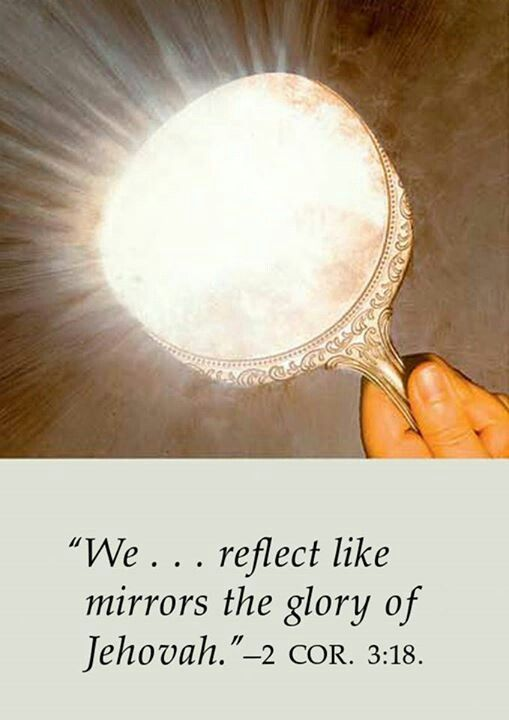 “We . . . reflect like
mirrors the glory of
Jehovah.”–2 COR. 3:18.